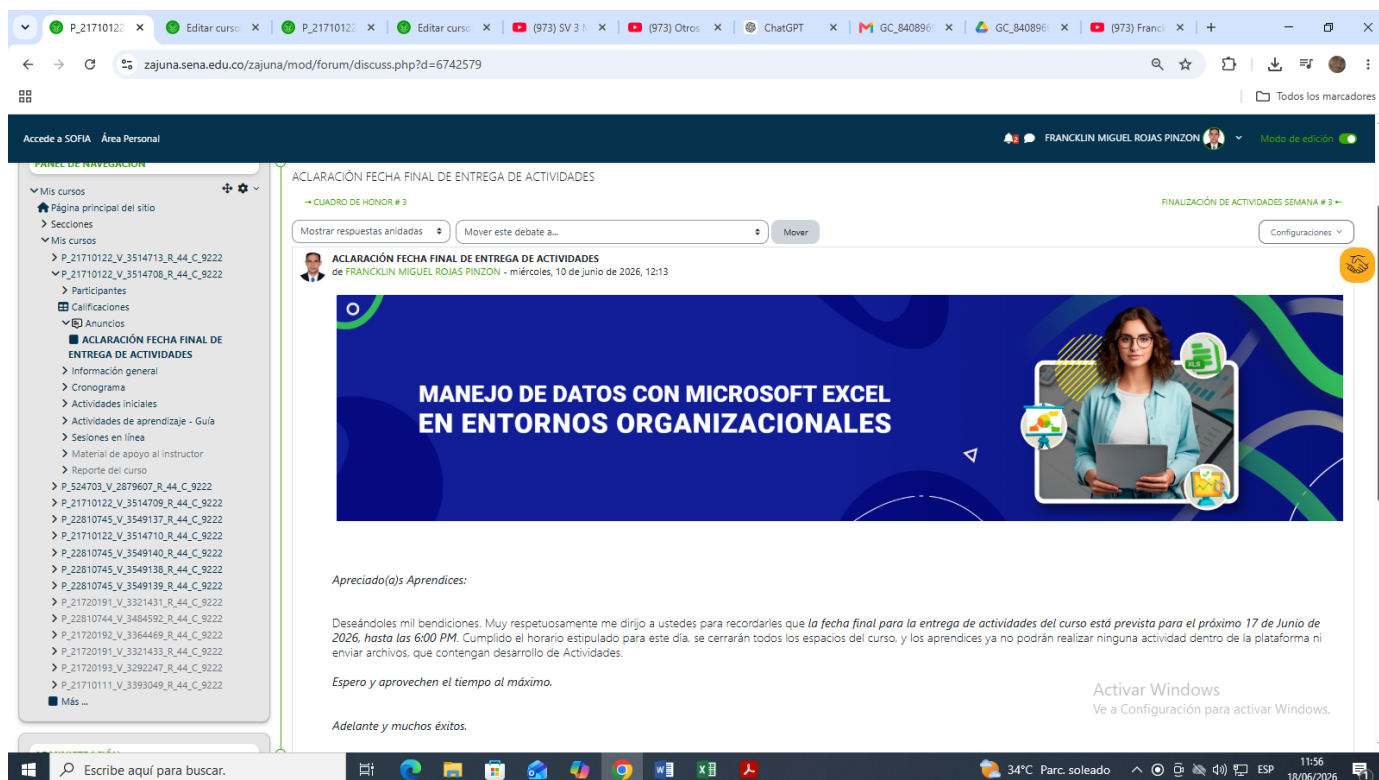 P_21710122
Editar curso
P_21710122
Editar curso
(973) SV 3
(973) Otros
ChatGPT
GC_840896
GC_840896
(973) Franck
zajuna.sena.edu.co/zajuna/mod/forum/discuss.php?d=6742579
Todos los marcadores
Accede a SOFIA Área Personal
2
FRANCKLIN MIGUEL ROJAS PINZON
Modo de edición
PANEL DE NAVEGACIÓN
Mis cursos
Página principal del sitio
Secciones
Mis cursos
P_21710122_V_3514713_R_44_C_9222
P_21710122_V_3514708_R_44_C_9222
Participantes
Calificaciones
Anuncios
ACLARACIÓN FECHA FINAL DE
ENTREGA DE ACTIVIDADES
Información general
Cronograma
Actividades iniciales
Actividades de aprendizaje - Guía
Sesiones en línea
Material de apoyo al instructor
Reporte del curso
P_524703_V_2879607_R_44_C_9222
P_21710122_V_3514709_R_44_C_9222
P_22810745_V_3549137_R_44_C_9222
P_21710122_V_3514710_R_44_C_9222
P_22810745_V_3549140_R_44_C_9222
P_22810745_V_3549138_R_44_C_9222
P_22810745_V_3549139_R_44_C_9222
P_21720191_V_3321431_R_44_C_9222
P_22810744_V_3484592_R_44_C_9222
P_21720192_V_3364469_R_44_C_9222
P_21720191_V_3321433_R_44_C_9222
P_21720193_V_3292247_R_44_C_9222
P_21710111_V_3393049_R_44_C_9222
Más ...
ACLARACIÓN FECHA FINAL DE ENTREGA DE ACTIVIDADES
CUADRO DE HONOR # 3
FINALIZACIÓN DE ACTIVIDADES SEMANA # 3
Mostrar respuestas anidadas
Mover este debate a...
Mover
Configuraciones
ACLARACIÓN FECHA FINAL DE ENTREGA DE ACTIVIDADES
de FRANCKLIN MIGUEL ROJAS PINZON - miércoles, 10 de junio de 2026, 12:13
MANEJO DE DATOS CON MICROSOFT EXCEL
EN ENTORNOS ORGANIZACIONALES
XLS
Apreciado(a)s Aprendices:
Deseándoles mil bendiciones. Muy respetuosamente me dirijo a ustedes para recordarles que la fecha final para la entrega de actividades del curso está prevista para el próximo 17 de Junio de
2026, hasta las 6:00 PM. Cumplido el horario estipulado para este día, se cerrarán todos los espacios del curso, y los aprendices ya no podrán realizar ninguna actividad dentro de la plataforma ni
enviar archivos, que contengan desarrollo de Actividades.
Espero y aprovechen el tiempo al máximo.
Adelante y muchos éxitos.
Activar Windows
Ve a Configuración para activar Windows.
Escribe aquí para buscar.
34°C Parc. soleado
ESP
11:56
18/06/2026